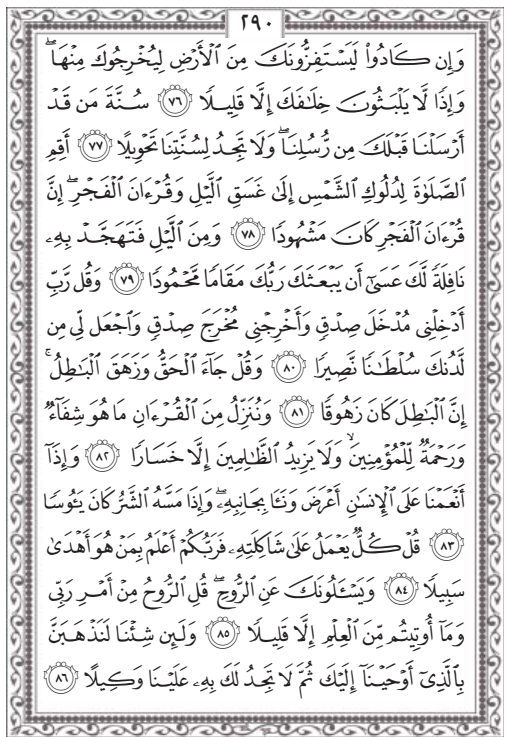 ٢٩٠
وَإِن كَادُوا۟ لَيَسْتَفِزُّونَكَ مِنَ ٱلْأَرْضِ لِيُخْرِجُوكَ مِنْهَا ۖ
وَإِذًا لَّا يَلْبَثُونَ خِلَٰفَكَ إِلَّا قَلِيلًا ٧٦ سُنَّةَ مَن قَدْ
أَرْسَلْنَا قَبْلَكَ مِن رُّسُلِنَا ۖ وَلَا تَجِدُ لِسُنَّتِنَا تَحْوِيلًا ٧٧ أَقِمِ
ٱلصَّلَوٰةَ لِدُلُوكِ ٱلشَّمْسِ إِلَىٰ غَسَقِ ٱلَّيْلِ وَقُرْءَانَ ٱلْفَجْرِ ۖ إِنَّ
قُرْءَانَ ٱلْفَجْرِ كَانَ مَشْهُودًا ٧٨ وَمِنَ ٱلَّيْلِ فَتَهَجَّدْ بِهِۦ
نَافِلَةً لَّكَ عَسَىٰٓ أَن يَبْعَثَكَ رَبُّكَ مَقَامًا مَّحْمُودًا ٧٩ وَقُل رَّبِّ
أَدْخِلْنِى مُدْخَلَ صِدْقٍ وَأَخْرِجْنِى مُخْرَجَ صِدْقٍ وَٱجْعَل لِّى مِن
لَّدُنكَ سُلْطَٰنًا نَّصِيرًا ٨٠ وَقُلْ جَآءَ ٱلْحَقُّ وَزَهَقَ ٱلْبَٰطِلُ ۚ
إِنَّ ٱلْبَٰطِلَ كَانَ زَهُوقًا ٨١ وَنُنَزِّلُ مِنَ ٱلْقُرْءَانِ مَا هُوَ شِفَآءٌ
وَرَحْمَةٌ لِّلْمُؤْمِنِينَ ۙ وَلَا يَزِيدُ ٱلظَّٰلِمِينَ إِلَّا خَسَارًا ٨٢ وَإِذَآ
أَنْعَمْنَا عَلَى ٱلْإِنسَٰنِ أَعْرَضَ وَنَـَٔا بِجَانِبِهِۦ ۖ وَإِذَا مَسَّهُ ٱلشَّرُّ كَانَ يَـُٔوسًا
٨٣ قُلْ كُلٌّ يَعْمَلُ عَلَىٰ شَاكِلَتِهِۦ فَرَبُّكُمْ أَعْلَمُ بِمَنْ هُوَ أَهْدَىٰ
سَبِيلًا ٨٤ وَيَسْـَٔلُونَكَ عَنِ ٱلرُّوحِ ۖ قُلِ ٱلرُّوحُ مِنْ أَمْرِ رَبِّى
وَمَآ أُوتِيتُم مِّنَ ٱلْعِلْمِ إِلَّا قَلِيلًا ٨٥ وَلَئِن شِئْنَا لَنَذْهَبَنَّ
بِٱلَّذِىٓ أَوْحَيْنَآ إِلَيْكَ ثُمَّ لَا تَجِدُ لَكَ بِهِۦ عَلَيْنَا وَكِيلًا ٨٦